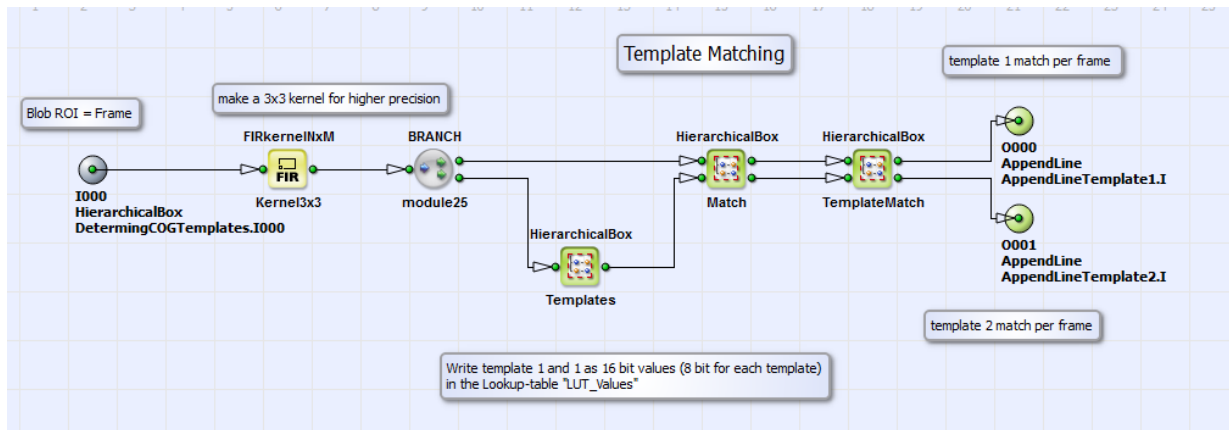 Template Matching
template 1 match per frame
Blob ROI = Frame
make a 3x3 kernel for higher precision
I000
HierarchicalBox
DetermingCOGTemplates.I000
FIRkernelNxM
FIR
Kernel3x3
BRANCH
module25
HierarchicalBox
Templates
HierarchicalBox
Match
HierarchicalBox
TemplateMatch
O000
AppendLine
AppendLineTemplate1.I
O001
AppendLine
AppendLineTemplate2.I
template 2 match per frame
Write template 1 and 1 as 16 bit values (8 bit for each template)
in the Lookup-table "LUT_Values"